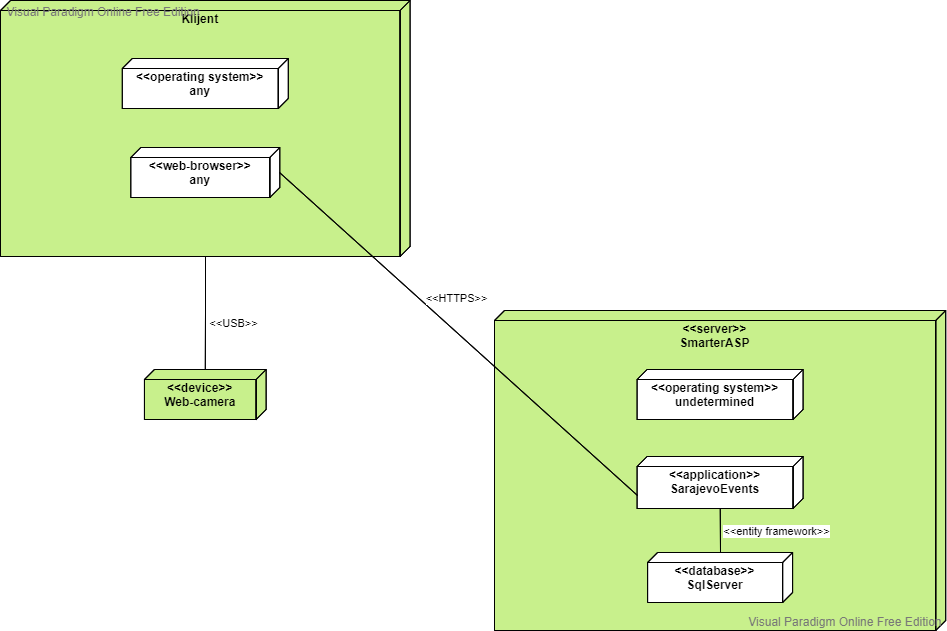 Visual Paradigm Online Free Edition
Klijent
<<operating system>>
any
<<web-browser>>
any
<<HTTPS>>
<<USB>>
<<server>>
SmarterASP
<<device>>
Web-camera
<<operating system>>
undetermined
<<application>>
SarajevoEvents
<<entity framework>>
<<database>>
SqlServer
Visual Paradigm Online Free Edition